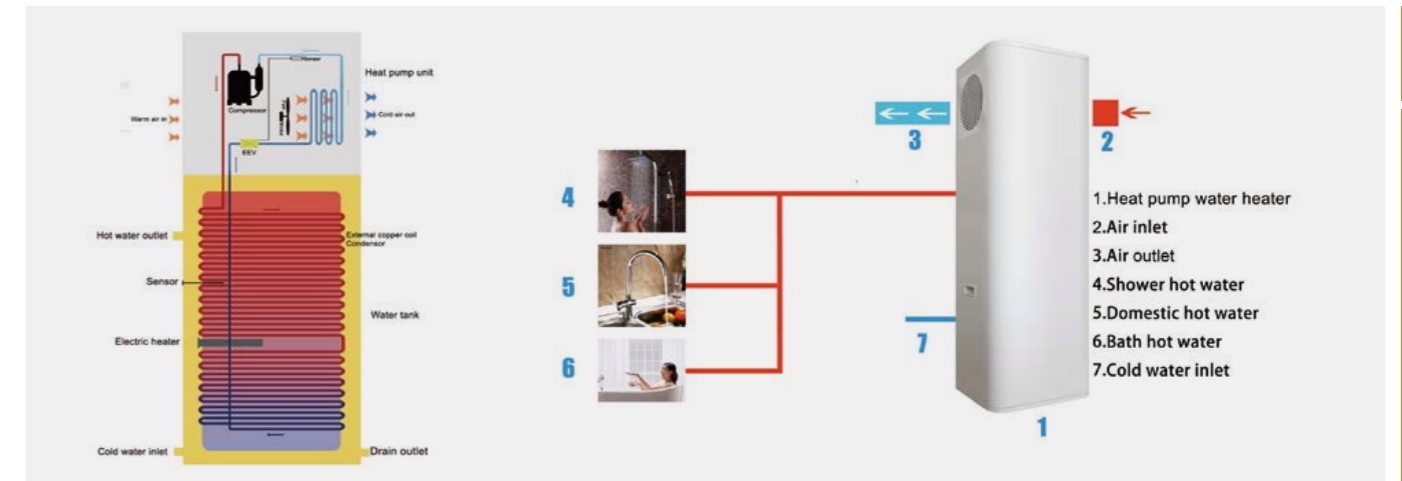 Heat pump unit
Compressor
Warm air in
Cold air out
EEV
Hot water outlet
External copper coil
Condensor
Sensor
Water tank
Electric heater
Cold water inlet
Drain outlet
3
2
4
5
6
7
1
1.Heat pump water heater
2.Air inlet
3.Air outlet
4.Shower hot water
5.Domestic hot water
6.Bath hot water
7.Cold water inlet